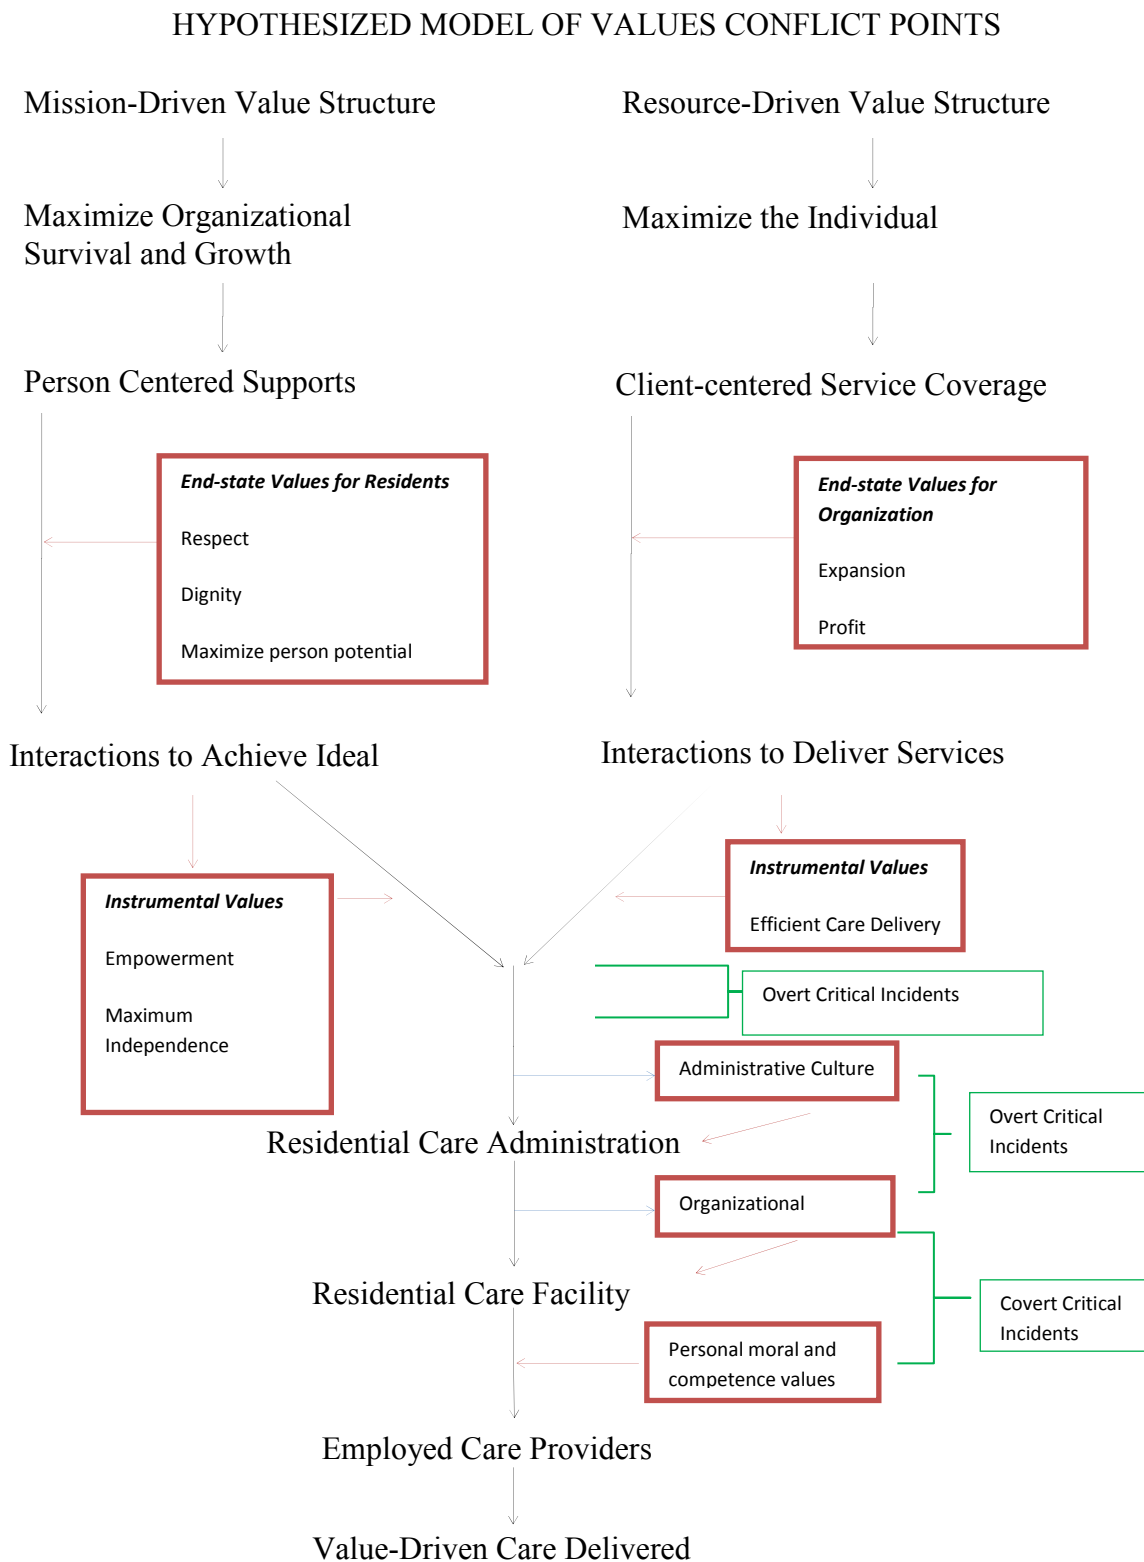 HYPOTHESIZED MODEL OF VALUES CONFLICT POINTS
Mission-Driven Value Structure
Resource-Driven Value Structure
Maximize Organizational
Survival and Growth
Maximize the Individual
Person Centered Supports
Client-centered Service Coverage
End-state Values for Residents
Respect
Dignity
Maximize person potential
End-state Values for
Organization
Expansion
Profit
Interactions to Achieve Ideal
Interactions to Deliver Services
Instrumental Values
Empowerment
Maximum
Independence
Instrumental Values
Efficient Care Delivery
Overt Critical Incidents
Administrative Culture
Overt Critical
Incidents
Residential Care Administration
Organizational
Residential Care Facility
Covert Critical
Incidents
Personal moral and
competence values
Employed Care Providers
Value-Driven Care Delivered